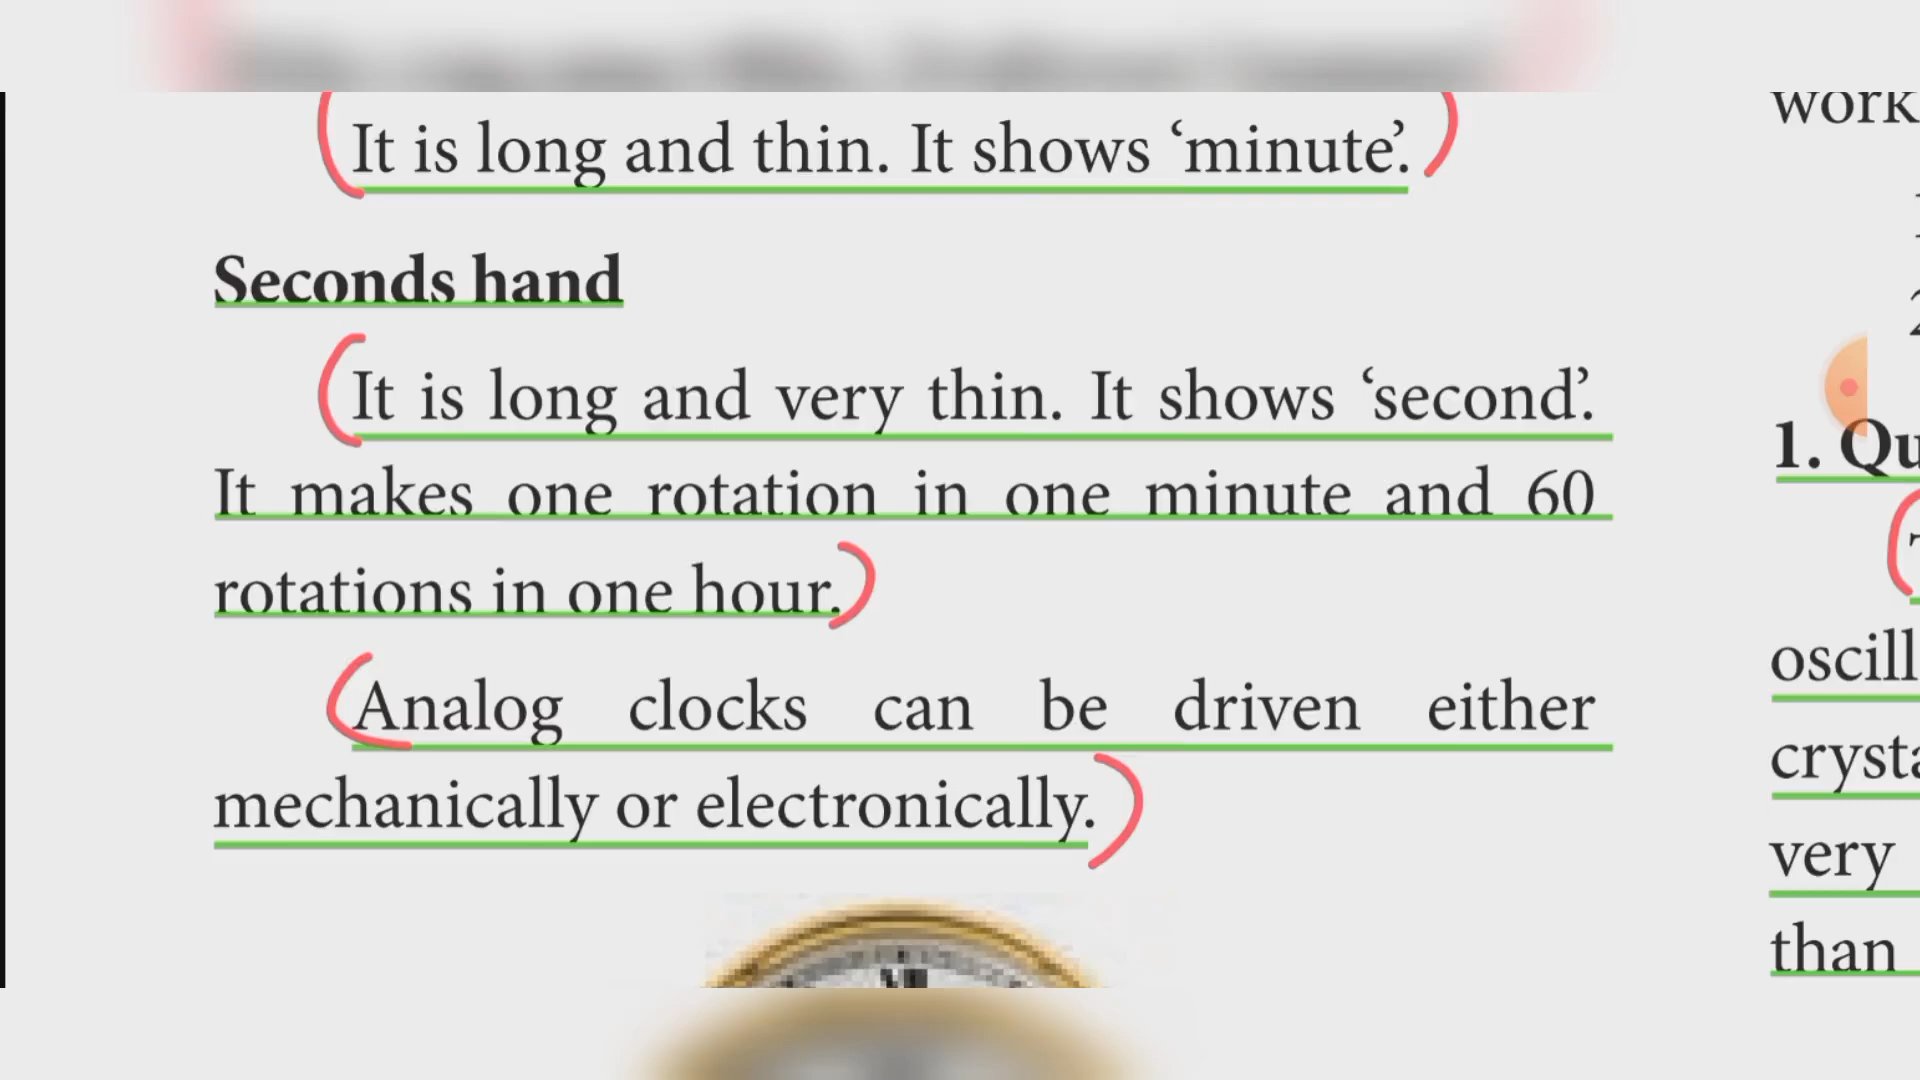 It is long and thin. It shows ‘minute’.
Seconds hand
It is long and very thin. It shows ‘second’.
It makes one rotation in one minute and 60
rotations in one hour.
Analog clocks can be driven either
mechanically or electronically.
work
1. Qu
oscill
crysta
very
than